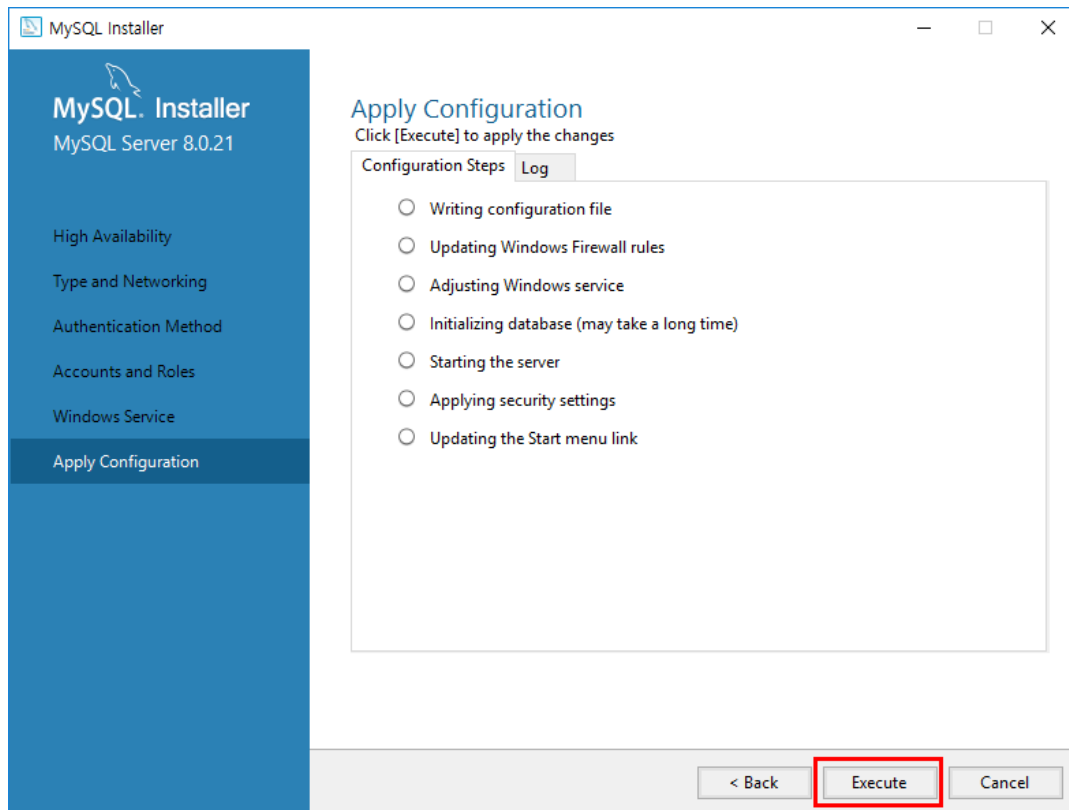 MySQL Installer
MySQL. Installer
MySQL Server 8.0.21
High Availability
Type and Networking
Authentication Method
Accounts and Roles
Windows Service
Apply Configuration
Apply Configuration
Click [Execute] to apply the changes
Configuration Steps Log
Writing configuration file
Updating Windows Firewall rules
Adjusting Windows service
Initializing database (may take a long time)
Starting the server
Applying security settings
Updating the Start menu link
< Back Execute Cancel